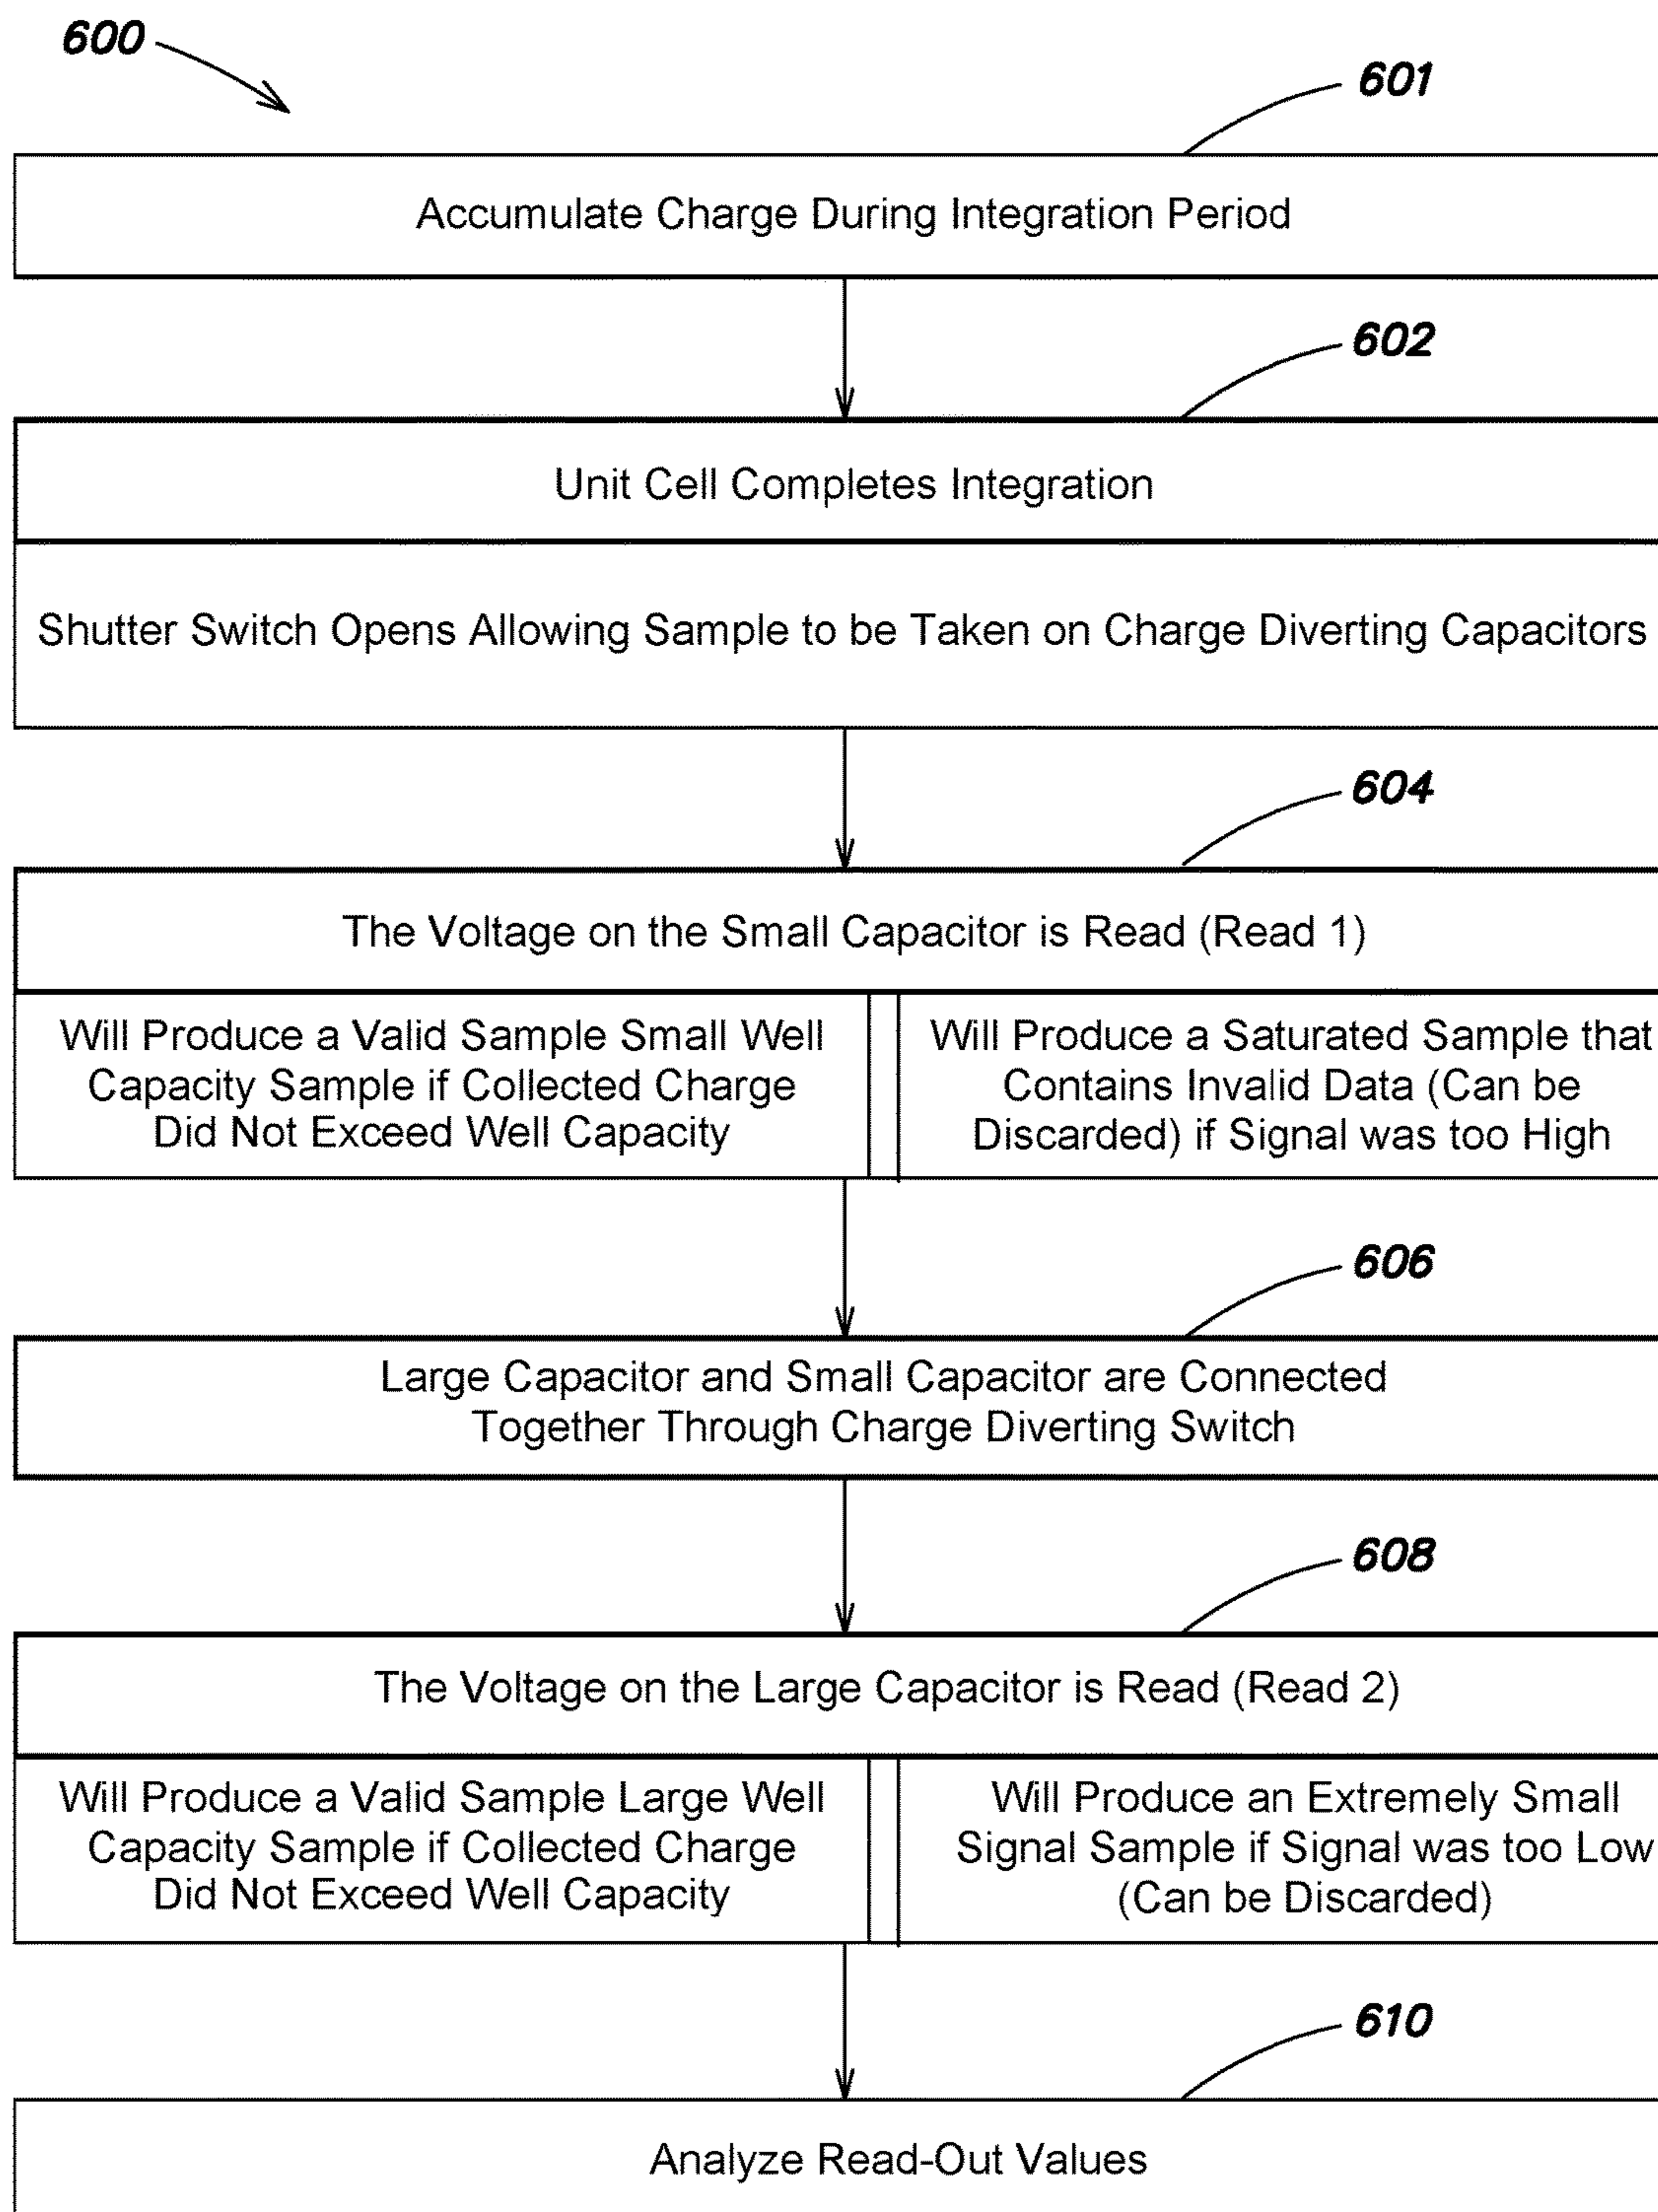 600
601
Accumulate Charge During Integration Period
602
Unit Cell Completes Integration
Shutter Switch Opens Allowing Sample to be Taken on Charge Diverting Capacitors
604
The Voltage on the Small Capacitor is Read (Read 1)
Will Produce a Valid Sample Small Well
Capacity Sample if Collected Charge
Did Not Exceed Well Capacity
Will Produce a Saturated Sample that
Contains Invalid Data (Can be
Discarded) if Signal was too High
606
Large Capacitor and Small Capacitor are Connected
Together Through Charge Diverting Switch
608
The Voltage on the Large Capacitor is Read (Read 2)
Will Produce a Valid Sample Large Well
Capacity Sample if Collected Charge
Did Not Exceed Well Capacity
Will Produce an Extremely Small
Signal Sample if Signal was too Low
(Can be Discarded)
610
Analyze Read-Out Values